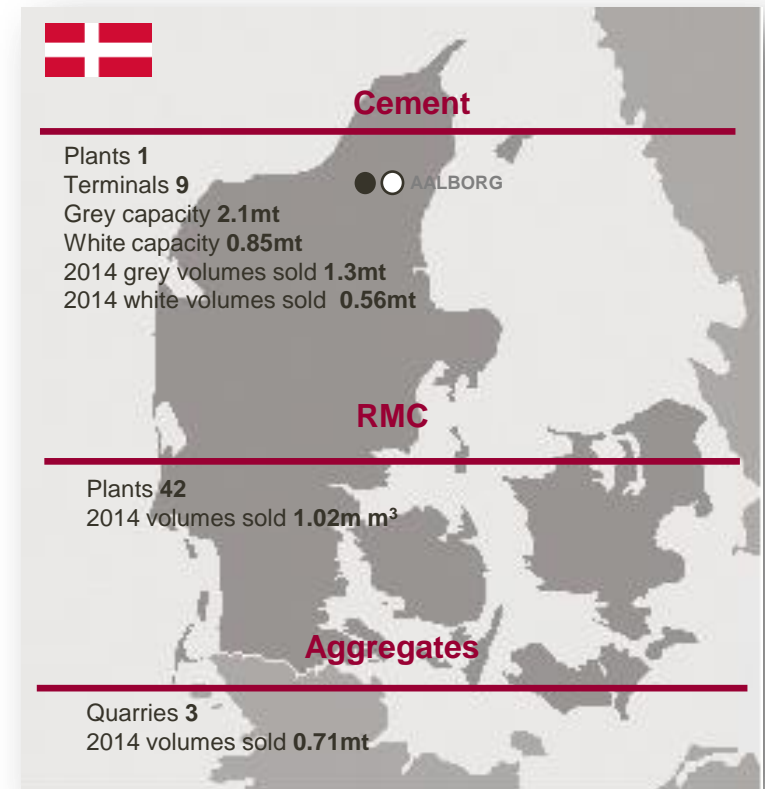 Cement
Plants 1
Terminals 9
AALBORG
Grey capacity 2.1mt
White capacity 0.85mt
2014 grey volumes sold 1.3mt
2014 white volumes sold 0.56mt
RMC
Plants 42
2014 volumes sold 1.02m m³
Aggregates
Quarries 3
2014 volumes sold 0.71mt